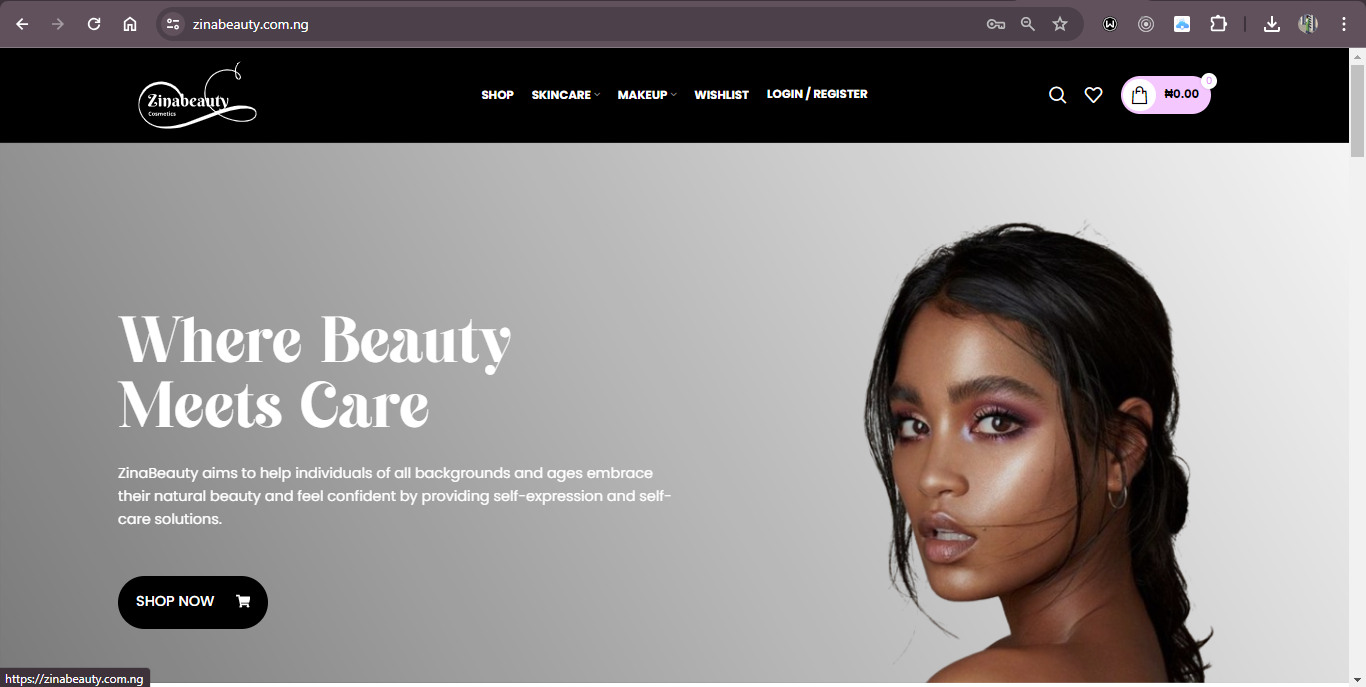 zinabeauty.com.ng
Zinabeauty
Cosmetics
SHOP SKINCARE MAKEUP WISHLIST LOGIN / REGISTER
0
₦0.00
Where Beauty
Meets Care
ZinaBeauty aims to help individuals of all backgrounds and ages embrace
their natural beauty and feel confident by providing self-expression and self-
care solutions.
SHOP NOW
https://zinabeauty.com.ng